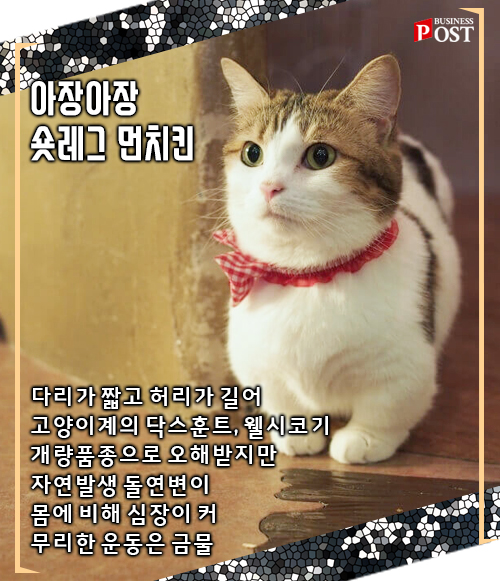 BUSINESS
POST
아장아장
숏레그 먼치킨
다리가 짧고 허리가 길어
고양이계의 닥스훈트, 웰시코기
개량품종으로 오해받지만
자연발생 돌연변이
몸에 비해 심장이 커
무리한 운동은 금물